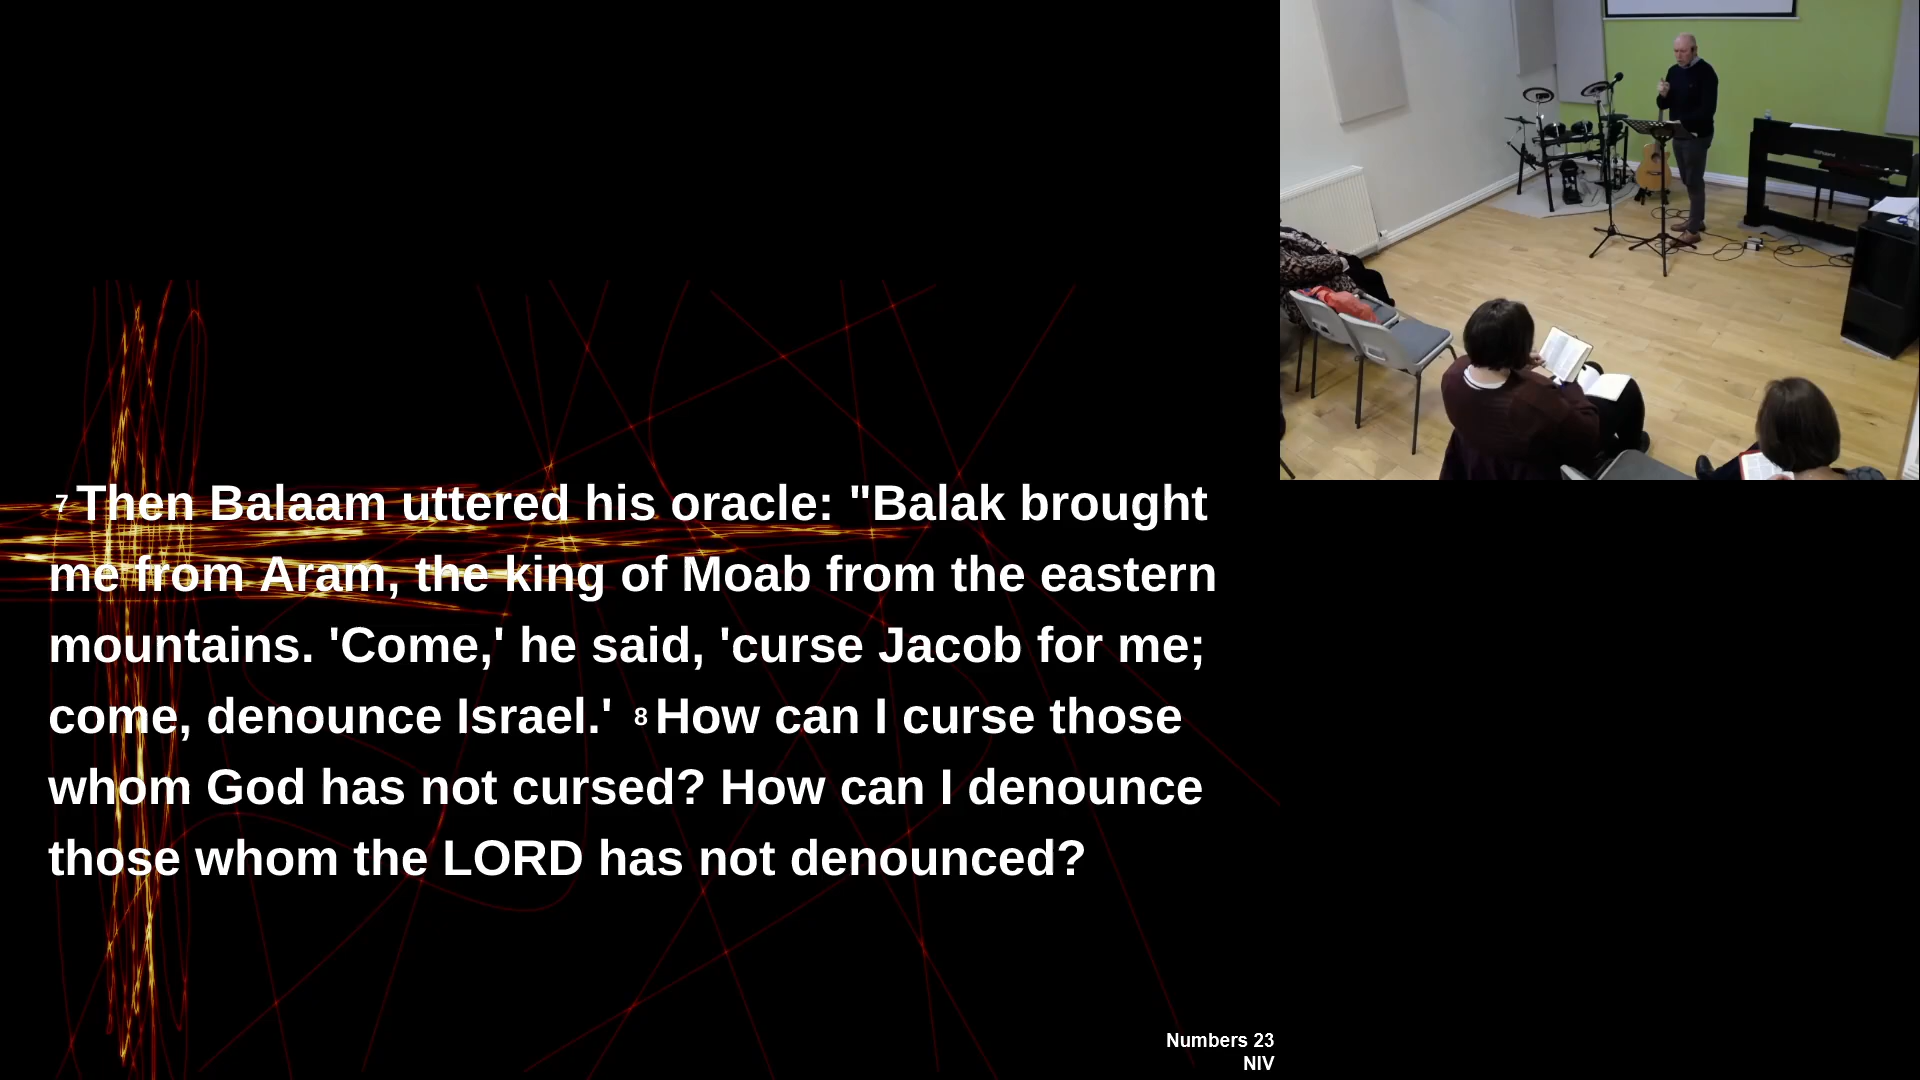 7 Then Balaam uttered his oracle: "Balak brought
me from Aram, the king of Moab from the eastern
mountains. 'Come,' he said, 'curse Jacob for me;
come, denounce Israel.' 8 How can I curse those
whom God has not cursed? How can I denounce
those whom the LORD has not denounced?
Numbers 23
NIV